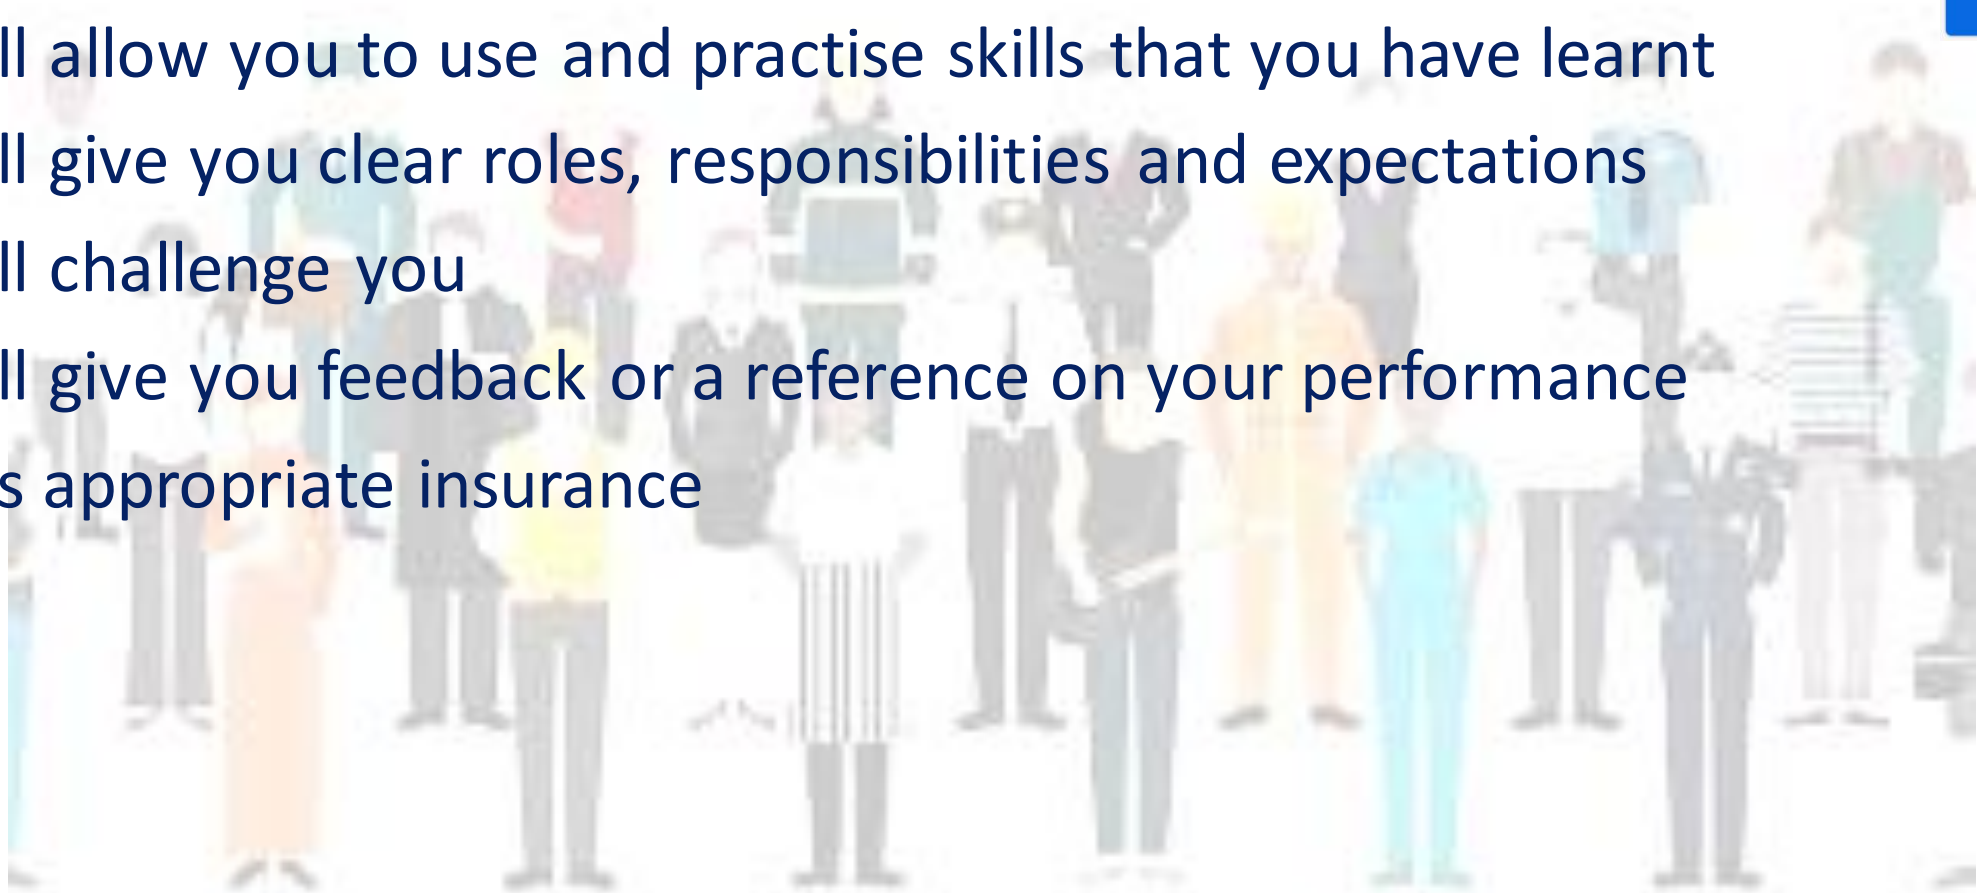 ll allow you to use and practise skills that you have learnt
ll give you clear roles, responsibilities and expectations
ll challenge you
ll give you feedback or a reference on your performance
s appropriate insurance